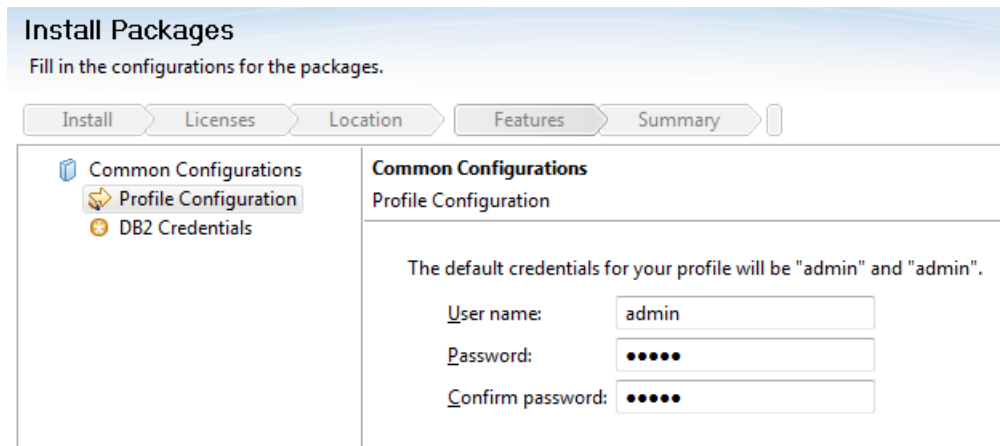 Install Packages
Fill in the configurations for the packages.
Install Licenses Location Features Summary
Common Configurations
Profile Configuration
DB2 Credentials
Common Configurations
Profile Configuration
The default credentials for your profile will be "admin" and "admin".
User name: admin
Password: •••••
Confirm password: •••••